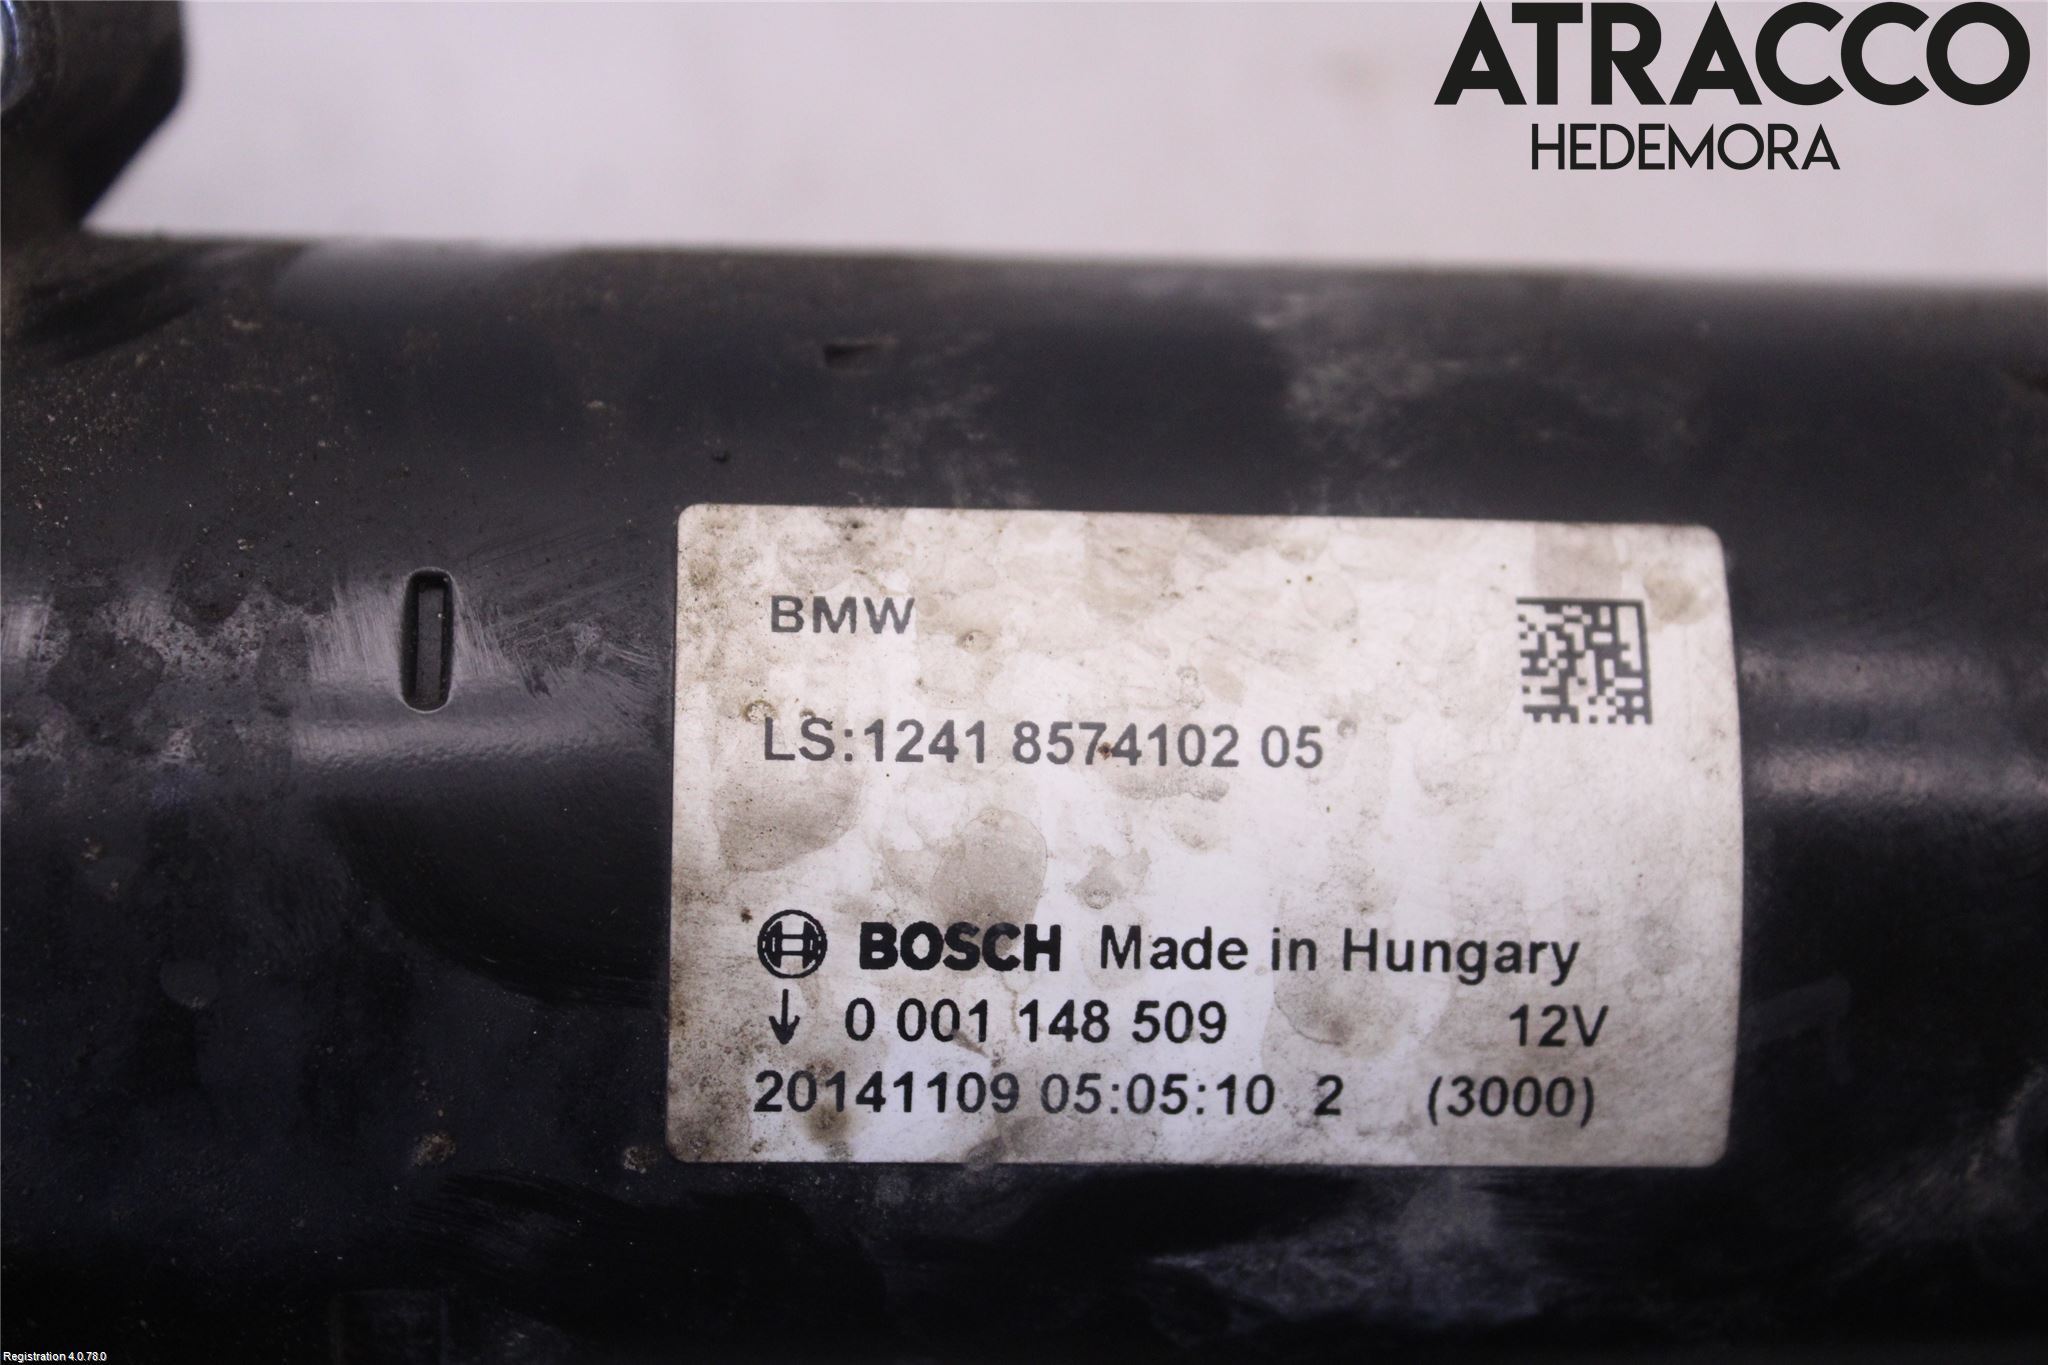 ATRACCO
HEDEMORA
BMW
LS:1241 8574102 05
BOSCH Made in Hungary
↓ 0 001 148 509 12V
20141109 05:05:10 2 (3000)
Registration 4.0.78.0